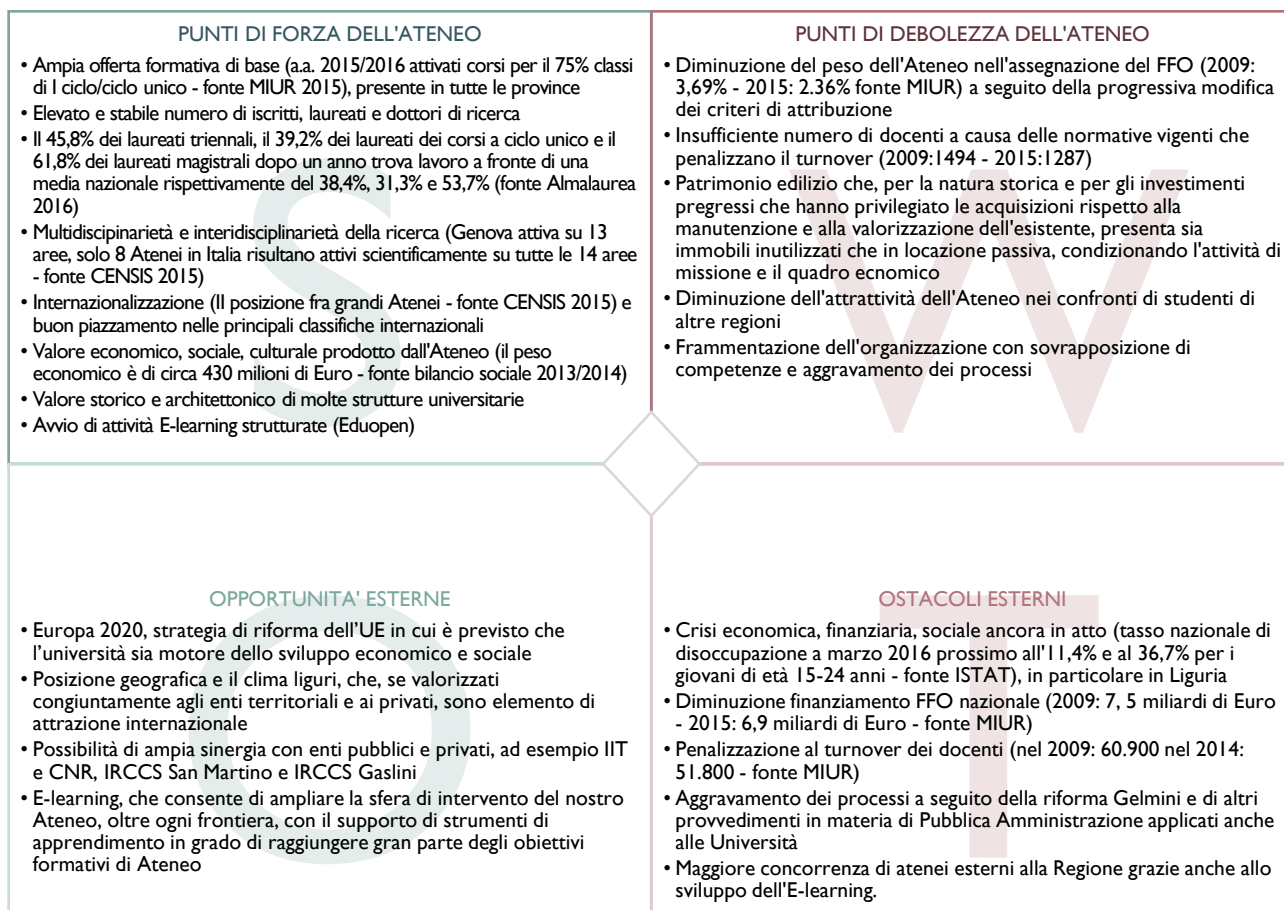 PUNTI DI FORZA DELL'ATENEO
• Ampia offerta formativa di base (a.a. 2015/2016 attivati corsi per il 75% classi
di I ciclo/ciclo unico - fonte MIUR 2015), presente in tutte le province
• Elevato e stabile numero di iscritti, laureati e dottori di ricerca
• Il 45,8% dei laureati triennali, il 39,2% dei laureati dei corsi a ciclo unico e il
61,8% dei laureati magistrali dopo un anno trova lavoro a fronte di una
media nazionale rispettivamente del 38,4%, 31,3% e 53,7% (fonte Almalaurea
2016)
• Multidiscipinarietà e interidisciplinarietà della ricerca (Genova attiva su 13
aree, solo 8 Atenei in Italia risultano attivi scientificamente su tutte le 14 aree
- fonte CENSIS 2015)
• Internazionalizzazione (II posizione fra grandi Atenei - fonte CENSIS 2015) e
buon piazzamento nelle principali classifiche internazionali
• Valore economico, sociale, culturale prodotto dall'Ateneo (il peso
economico è di circa 430 milioni di Euro - fonte bilancio sociale 2013/2014)
• Valore storico e architettonico di molte strutture universitarie
• Avvio di attività E-learning strutturate (Eduopen)
S
PUNTI DI DEBOLEZZA DELL'ATENEO
• Diminuzione del peso dell'Ateneo nell'assegnazione del FFO (2009:
3,69% - 2015: 2.36% fonte MIUR) a seguito della progressiva modifica
dei criteri di attribuzione
• Insufficiente numero di docenti a causa delle normative vigenti che
penalizzano il turnover (2009:1494 - 2015:1287)
• Patrimonio edilizio che, per la natura storica e per gli investimenti
pregressi che hanno privilegiato le acquisizioni rispetto alla
manutenzione e alla valorizzazione dell'esistente, presenta sia
immobili inutilizzati che in locazione passiva, condizionando l'attività di
missione e il quadro ecnomico
• Diminuzione dell'attrattività dell'Ateneo nei confronti di studenti di
altre regioni
• Frammentazione dell'organizzazione con sovrapposizione di
competenze e aggravamento dei processi
W
OPPORTUNITA' ESTERNE
• Europa 2020, strategia di riforma dell'UE in cui è previsto che
l'università sia motore dello sviluppo economico e sociale
• Posizione geografica e il clima liguri, che, se valorizzati
congiuntamente agli enti territoriali e ai privati, sono elemento di
attrazione internazionale
• Possibilità di ampia sinergia con enti pubblici e privati, ad esempio IIT
e CNR, IRCCS San Martino e IRCCS Gaslini
• E-learning, che consente di ampliare la sfera di intervento del nostro
Ateneo, oltre ogni frontiera, con il supporto di strumenti di
apprendimento in grado di raggiungere gran parte degli obiettivi
formativi di Ateneo
O
OSTACOLI ESTERNI
• Crisi economica, finanziaria, sociale ancora in atto (tasso nazionale di
disoccupazione a marzo 2016 prossimo all'11,4% e al 36,7% per i
giovani di età 15-24 anni - fonte ISTAT), in particolare in Liguria
• Diminuzione finanziamento FFO nazionale (2009: 7, 5 miliardi di Euro
- 2015: 6,9 miliardi di Euro - fonte MIUR)
• Penalizzazione al turnover dei docenti (nel 2009: 60.900 nel 2014:
51.800 - fonte MIUR)
• Aggravamento dei processi a seguito della riforma Gelmini e di altri
provvedimenti in materia di Pubblica Amministrazione applicati anche
alle Università
• Maggiore concorrenza di atenei esterni alla Regione grazie anche allo
sviluppo dell'E-learning.
T